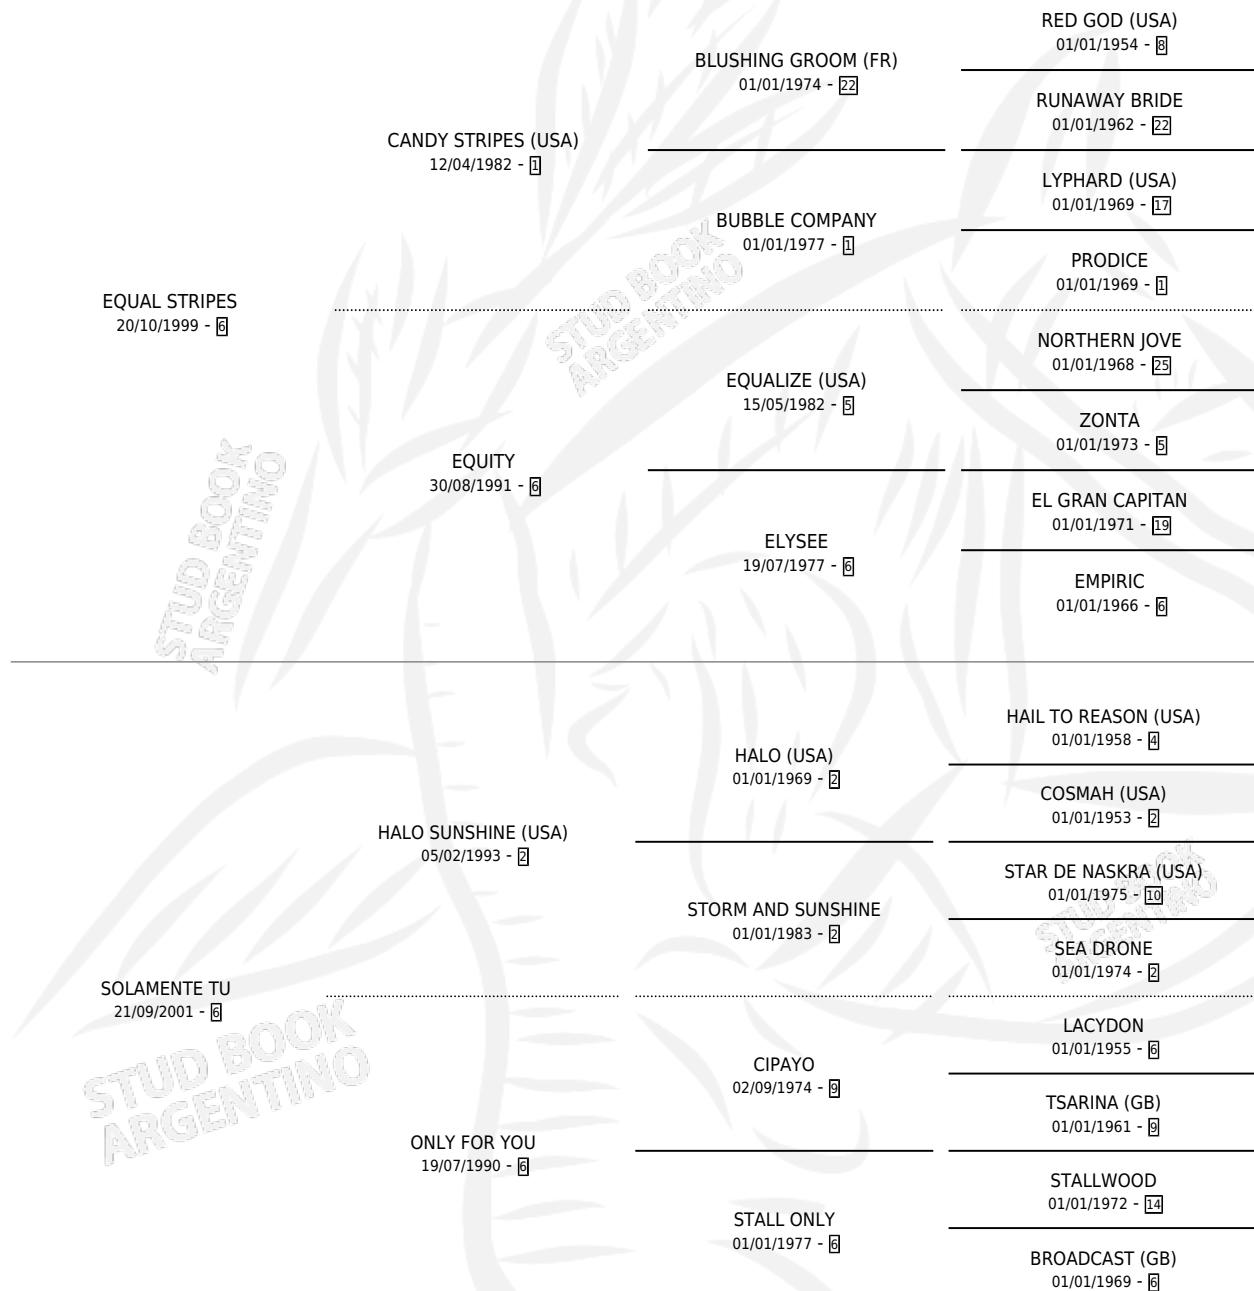 RED GOD (USA)
01/01/1954 - 8
BLUSHING GROOM (FR)
01/01/1974 - 22
RUNAWAY BRIDE
01/01/1962 - 22
CANDY STRIPES (USA)
12/04/1982 - 1
LYPHARD (USA)
01/01/1969 - 17
BUBBLE COMPANY
01/01/1977 - 1
PRODICE
01/01/1969 - 1
EQUAL STRIPES
20/10/1999 - 6
STUD BOOK
ARGENTINO
NORTHERN JOVE
01/01/1968 - 25
EQUALIZE (USA)
15/05/1982 - 5
ZONTA
01/01/1973 - 5
EQUITY
30/08/1991 - 6
EL GRAN CAPITAN
01/01/1971 - 19
ELYSEE
19/07/1977 - 6
EMPIRIC
01/01/1966 - 6
STUD BOOK
ARGENTINO
HAIL TO REASON (USA)
01/01/1958 - 4
HALO (USA)
01/01/1969 - 2
COSMAH (USA)
01/01/1953 - 2
HALO SUNSHINE (USA)
05/02/1993 - 2
STAR DE NASKRA (USA)
01/01/1975 - 10
STORM AND SUNSHINE
01/01/1983 - 2
STUD BOOK
ARGENTINO
SEA DRONE
01/01/1974 - 2
SOLAMENTE TU
21/09/2001 - 6
STUD BOOK
ARGENTINO
LACYDON
01/01/1955 - 6
CIPAYO
02/09/1974 - 9
TSARINA (GB)
01/01/1961 - 9
ONLY FOR YOU
19/07/1990 - 6
STALLWOOD
01/01/1972 - 14
STALL ONLY
01/01/1977 - 6
BROADCAST (GB)
01/01/1969 - 6